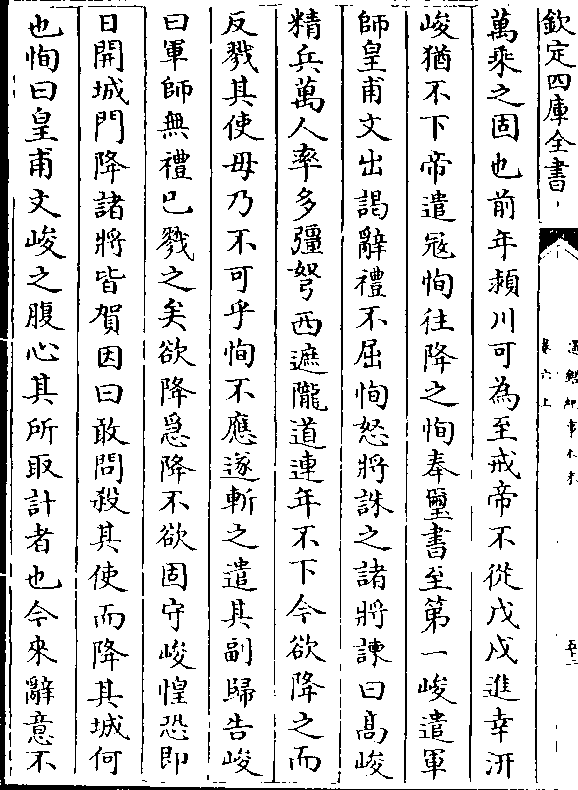 欽定四庫全書
萬乘之固也前年潁川可為至戒帝不從戊戌進幸汧
峻猶不下帝遣寇恂往降之恂奉璽書至第一峻遣軍
師皇甫文出謁辭禮不屈恂怒將誅之諸將諫曰高峻
精兵萬人率多彊弩西遮隴道連年不下今欲降之而
反戮其使毋乃不可乎恂不應遂斬之遣其副歸告峻
曰軍師無禮已戮之矣欲降急降不欲固守峻惶恐即
日開城門降諸將皆賀因曰敢問殺其使而降其城何
也恂曰皇甫文峻之腹心其所取計者也今來辭意不